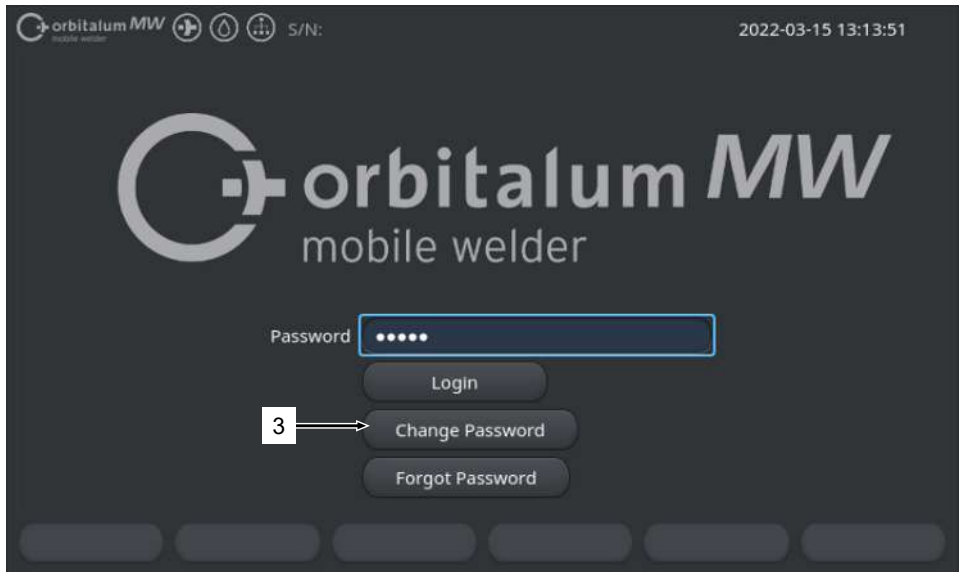 orbitalum MW S/N: 2022-03-15 13:13:51
mobile welder
orbitalum MW
mobile welder
Password •••••
Login
3 Change Password
Forgot Password